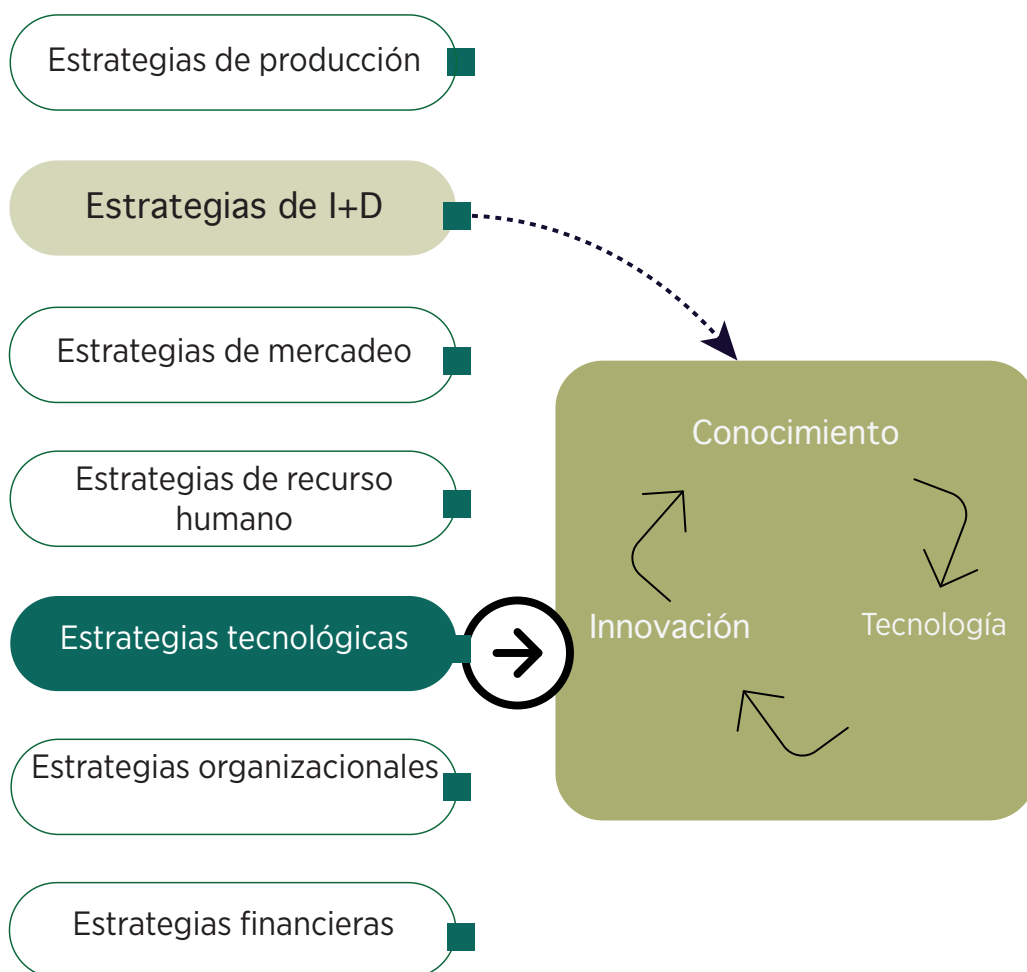 Estrategias de producción
Estrategias de I+D
Estrategias de mercadeo
Estrategias de recurso
humano
Estrategias tecnológicas
Estrategias organizacionales
Estrategias financieras
Conocimiento
Innovación
Tecnología